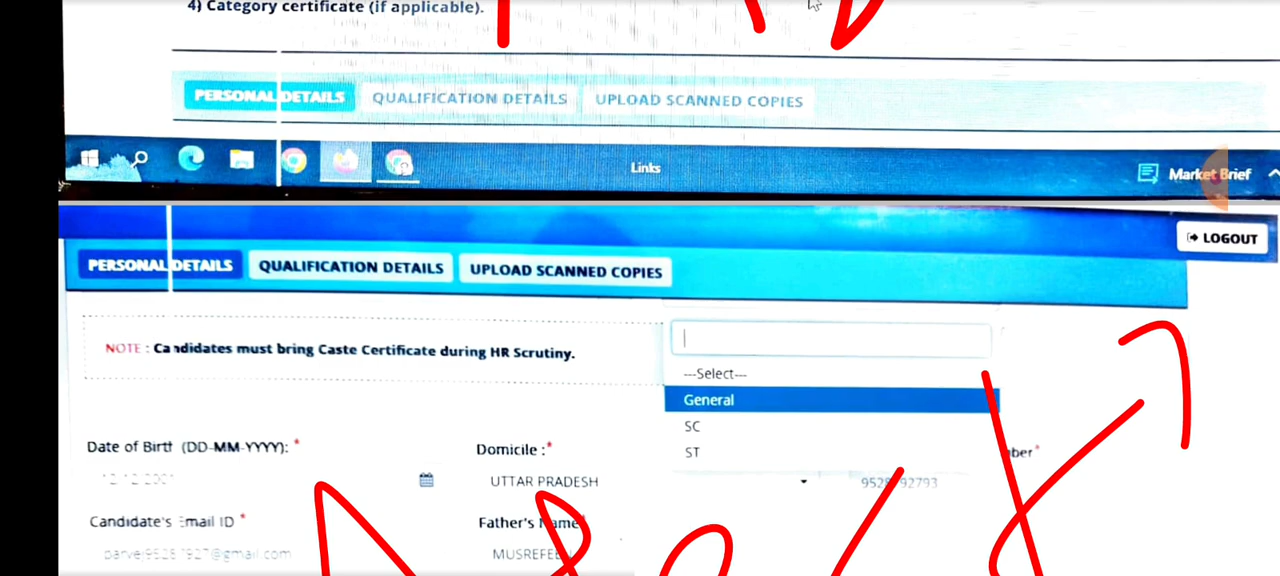 4) Category certificate (if applicable).
PERSONAL DETAILS QUALIFICATION DETAILS UPLOAD SCANNED COPIES
Links Market Brief
LOGOUT
PERSONAL DETAILS QUALIFICATION DETAILS UPLOAD SCANNED COPIES
NOTE : Candidates must bring Caste Certificate during HR Scrutiny.
---Select---
General
SC
ST
Date of Birth (DD-MM-YYYY): * Domicile :* ber*
UTTAR PRADESH
Candidate's Email ID * Father's Name